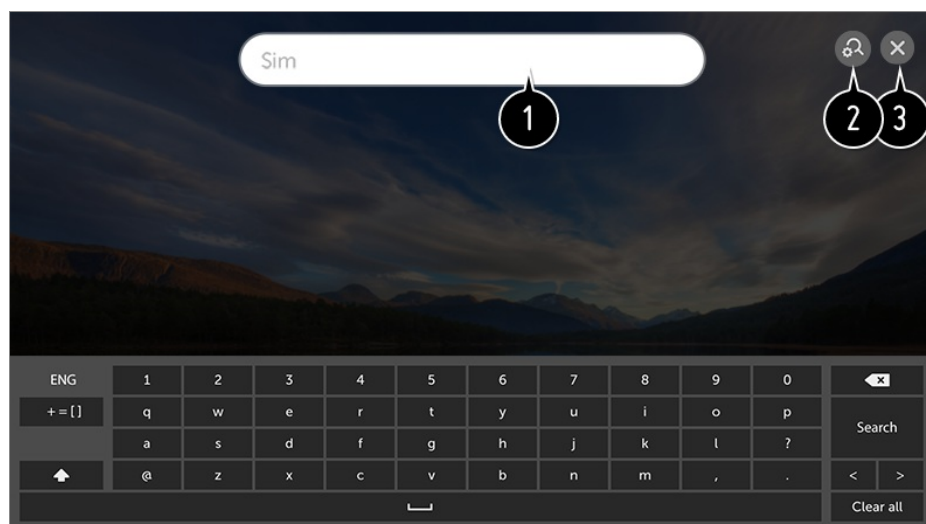 Sim
1
2
3
ENG 1 2 3 4 5 6 7 8 9 0
+=[] q w e r t y u i o p
Search
a s d f g h j k l ?
@ z x c v b n m , . < >
Clear all